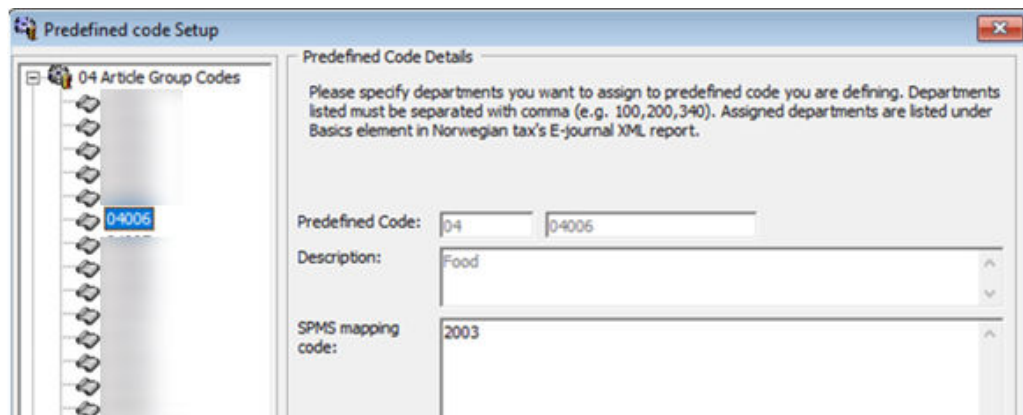 Predefined code Setup
04 Article Group Codes
04006
Predefined Code Details
Please specify departments you want to assign to predefined code you are defining. Departments
listed must be separated with comma (e.g. 100,200,340). Assigned departments are listed under
Basics element in Norwegian tax's E-journal XML report.
Predefined Code: 04 04006
Description: Food
SPMS mapping
code: 2003